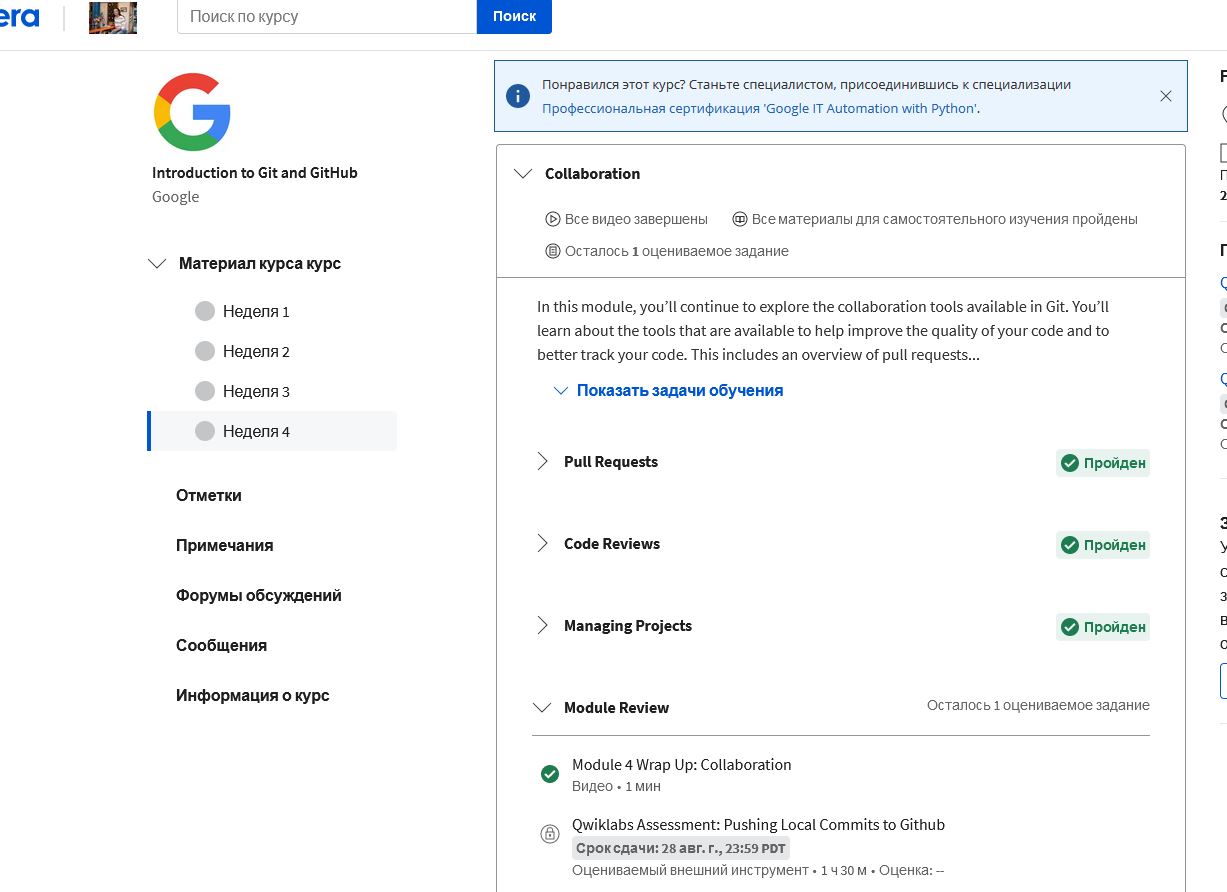 era
Поиск по курсу
Поиск
Introduction to Git and GitHub
Google
Материал курса курс
Неделя 1
Неделя 2
Неделя 3
Неделя 4
Отметки
Примечания
Форумы обсуждений
Сообщения
Информация о курс
Понравился этот курс? Станьте специалистом, присоединившись к специализации
Профессиональная сертификация 'Google IT Automation with Python'.
Collaboration
Все видео завершены
Все материалы для самостоятельного изучения пройдены
Осталось 1 оцениваемое задание
In this module, you’ll continue to explore the collaboration tools available in Git. You’ll
learn about the tools that are available to help improve the quality of your code and to
better track your code. This includes an overview of pull requests...
Показать задачи обучения
Pull Requests
Пройден
Code Reviews
Пройден
Managing Projects
Пройден
Module Review
Осталось 1 оцениваемое задание
Module 4 Wrap Up: Collaboration
Видео • 1 мин
Qwiklabs Assessment: Pushing Local Commits to Github
Срок сдачи: 28 авг. г., 23:59 PDT
Оцениваемый внешний инструмент • 1 ч 30 м • Оценка: --